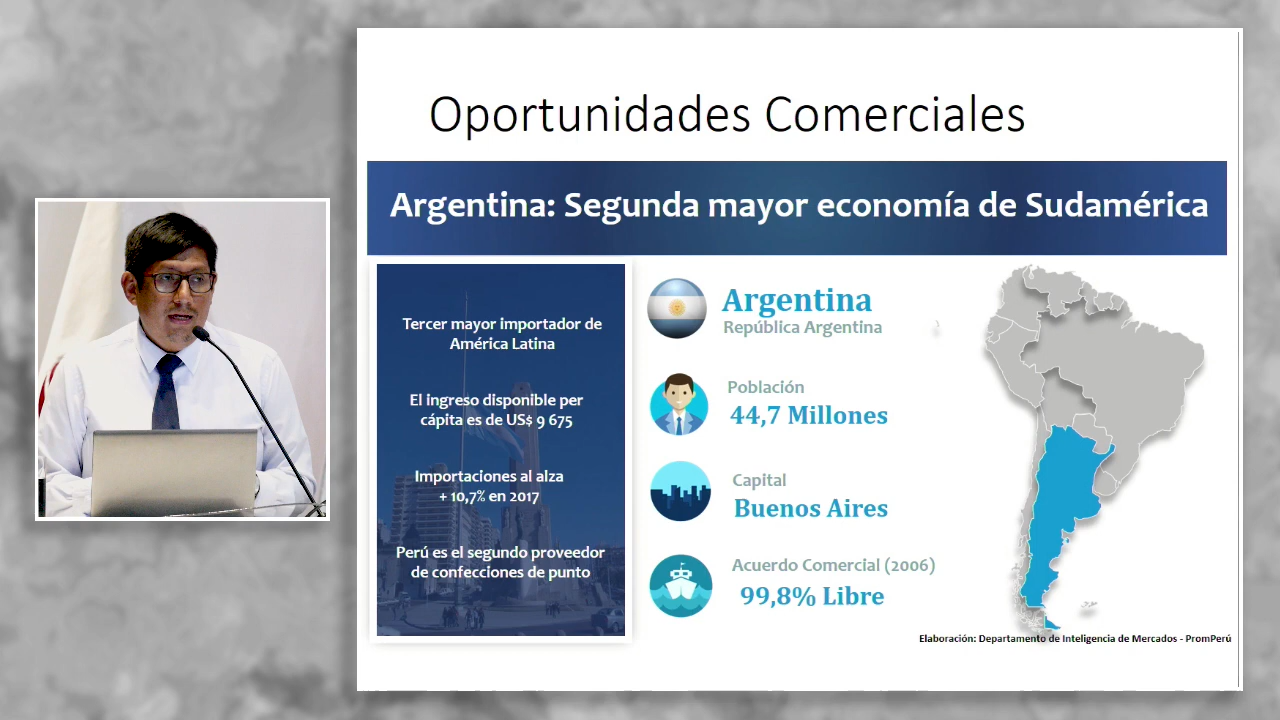 Oportunidades Comerciales
Argentina: Segunda mayor economía de Sudamérica
Tercer mayor importador de
América Latina
El ingreso disponible per
cápita es de US$ 9 675
Importaciones al alza
+ 10,7% en 2017
Perú es el segundo proveedor
de confecciones de punto
Argentina
República Argentina
Población
44,7 Millones
Capital
Buenos Aires
Acuerdo Comercial (2006)
99,8% Libre
Elaboración: Departamento de Inteligencia de Mercados - PromPerú